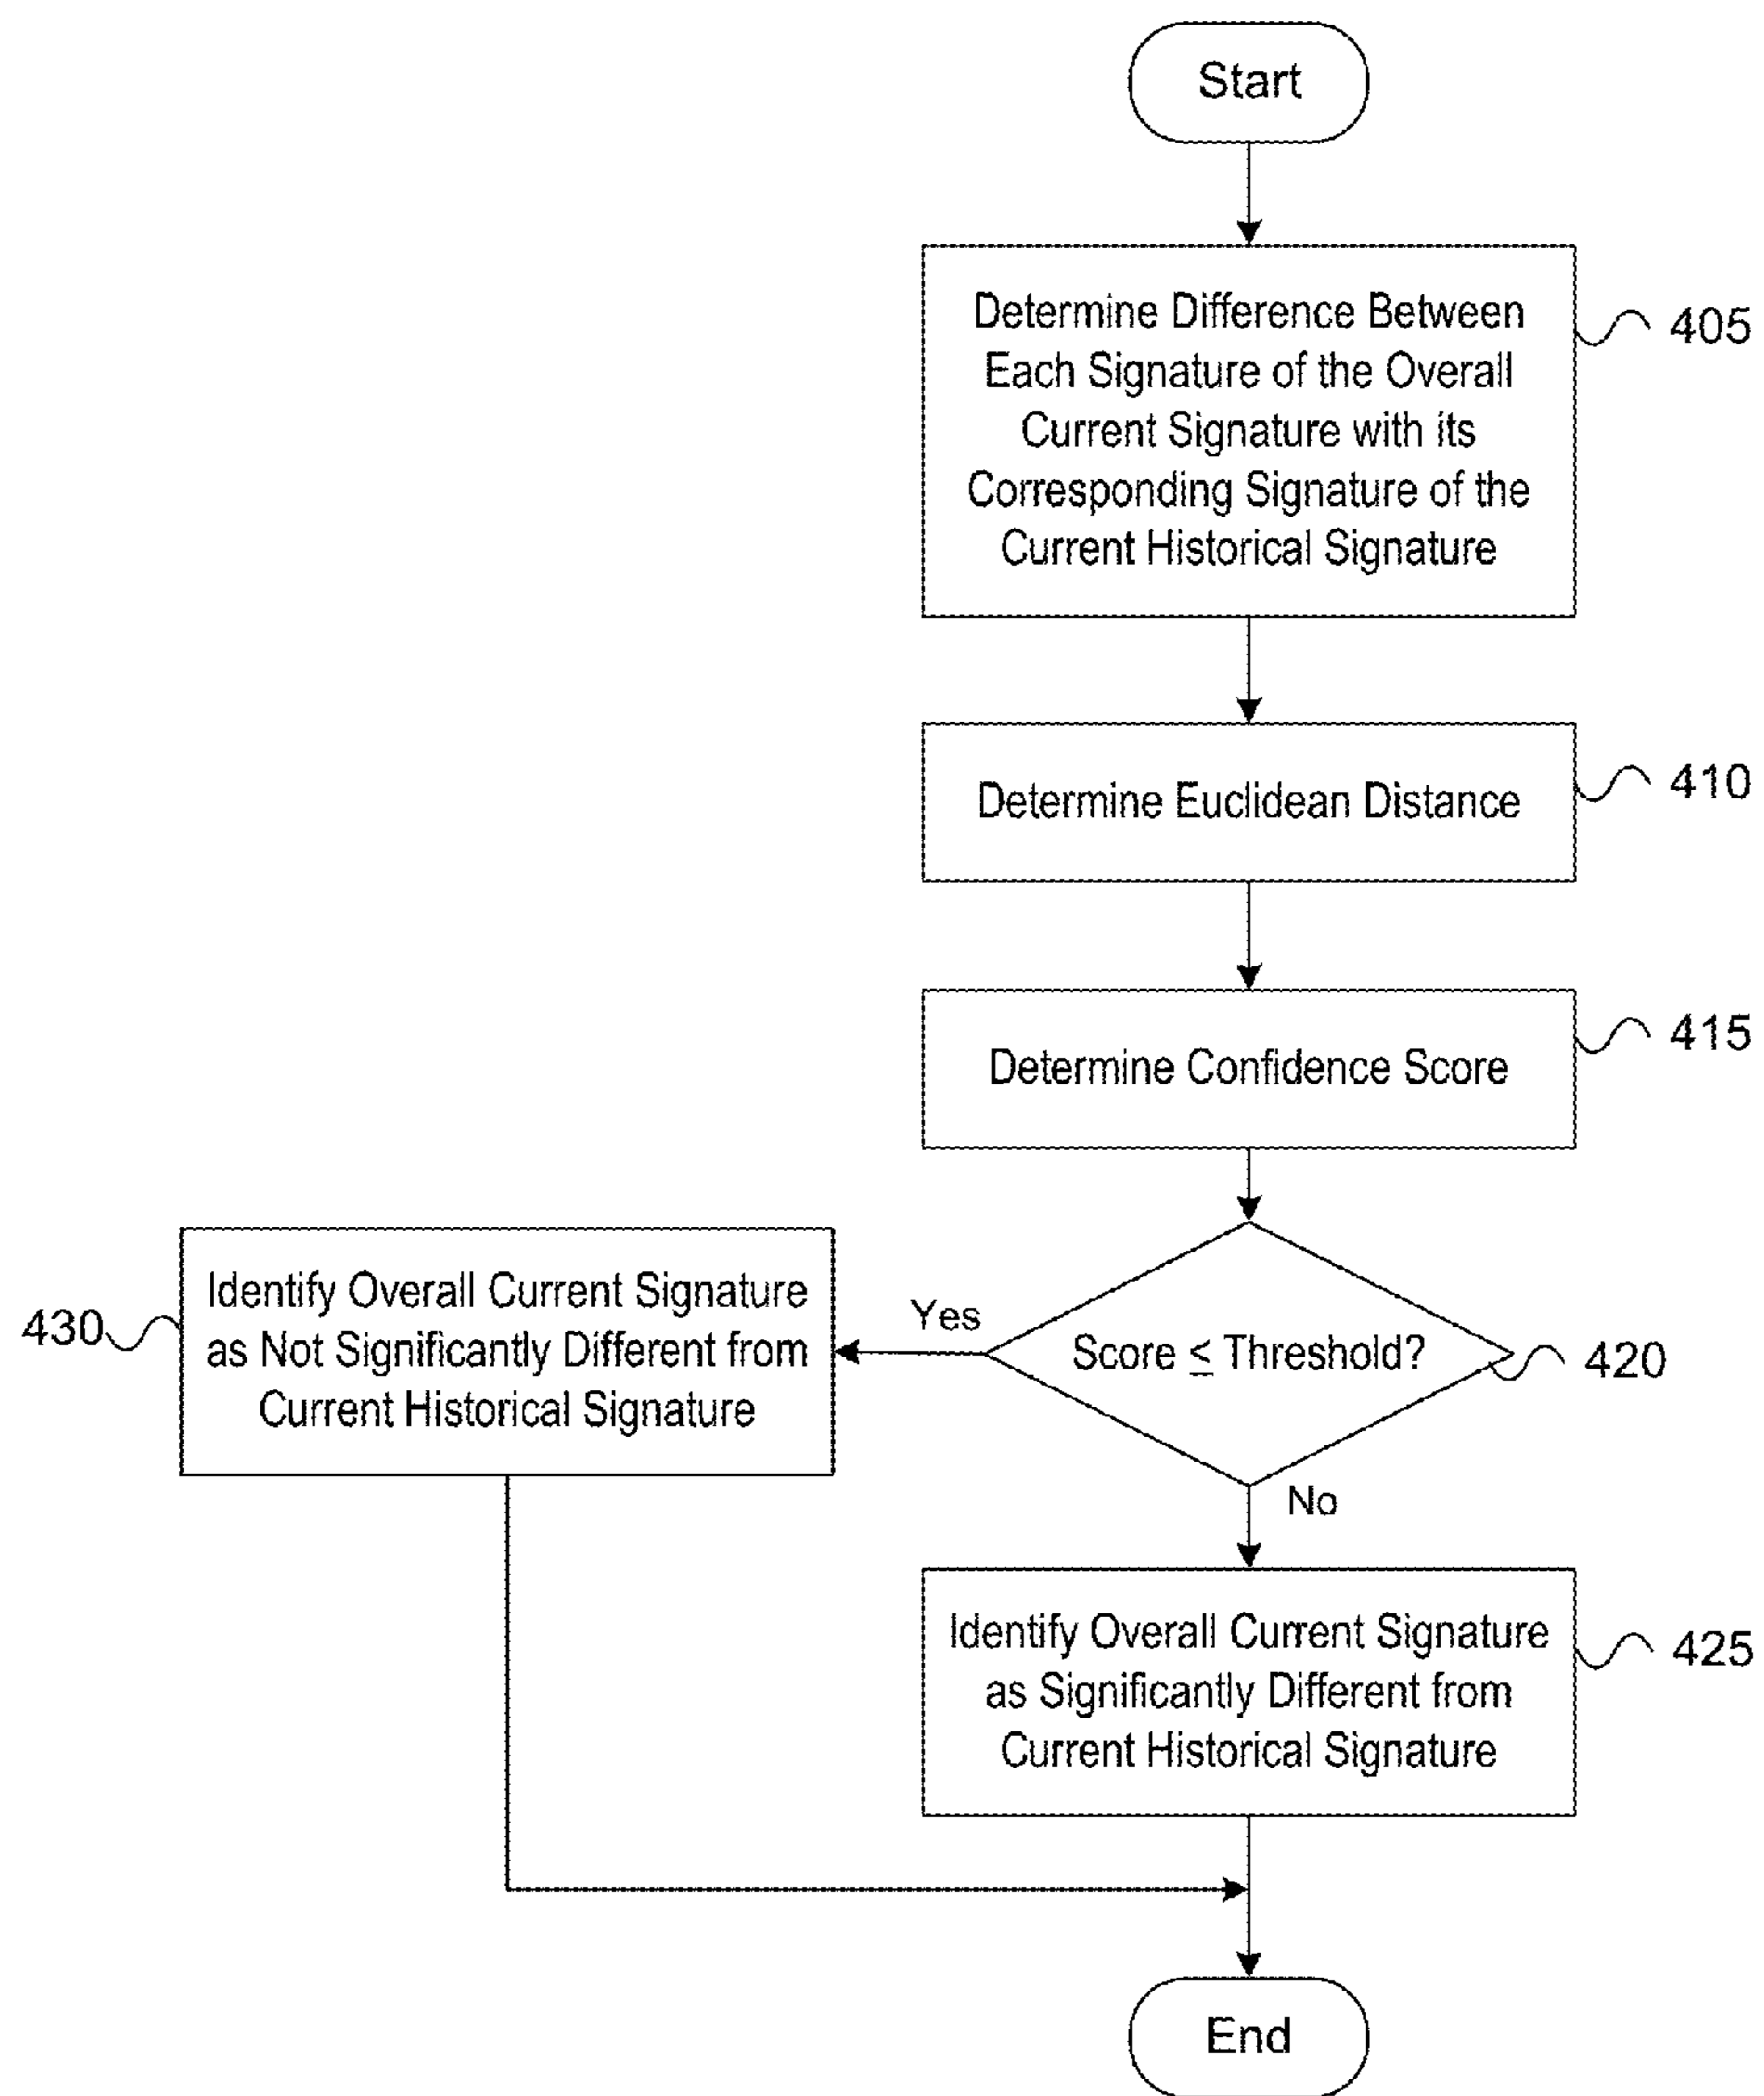 Start
Determine Difference Between
Each Signature of the Overall
Current Signature with its
Corresponding Signature of the
Current Historical Signature
405
Determine Euclidean Distance
410
Determine Confidence Score
415
Score ≤ Threshold?
420
Yes
Identify Overall Current Signature
as Not Significantly Different from
Current Historical Signature
430
No
Identify Overall Current Signature
as Significantly Different from
Current Historical Signature
425
End